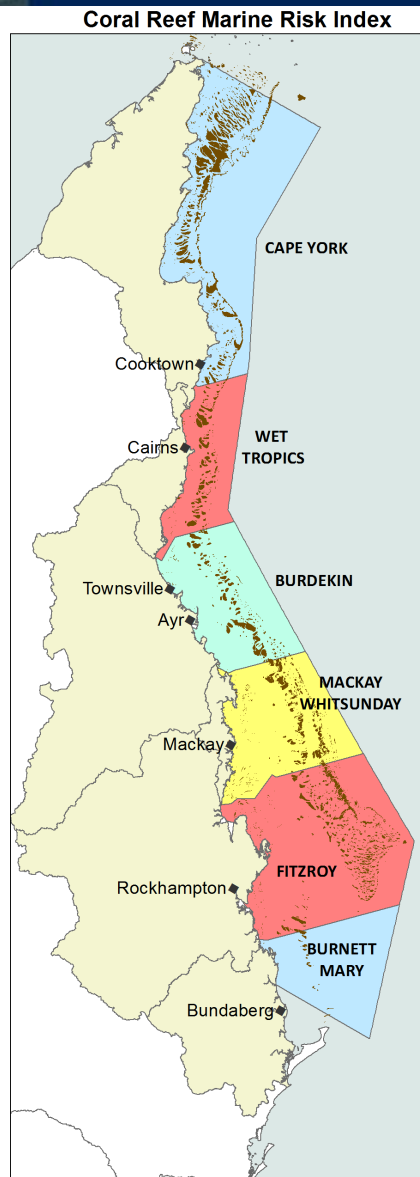 Coral Reef Marine Risk Index
CAPE YORK
Cooktown
WET
TROPICS
Cairns
BURDEKIN
Townsville
Ayr
MACKAY
WHITSUNDAY
Mackay
FITZROY
Rockhampton
BURNETT
MARY
Bundaberg